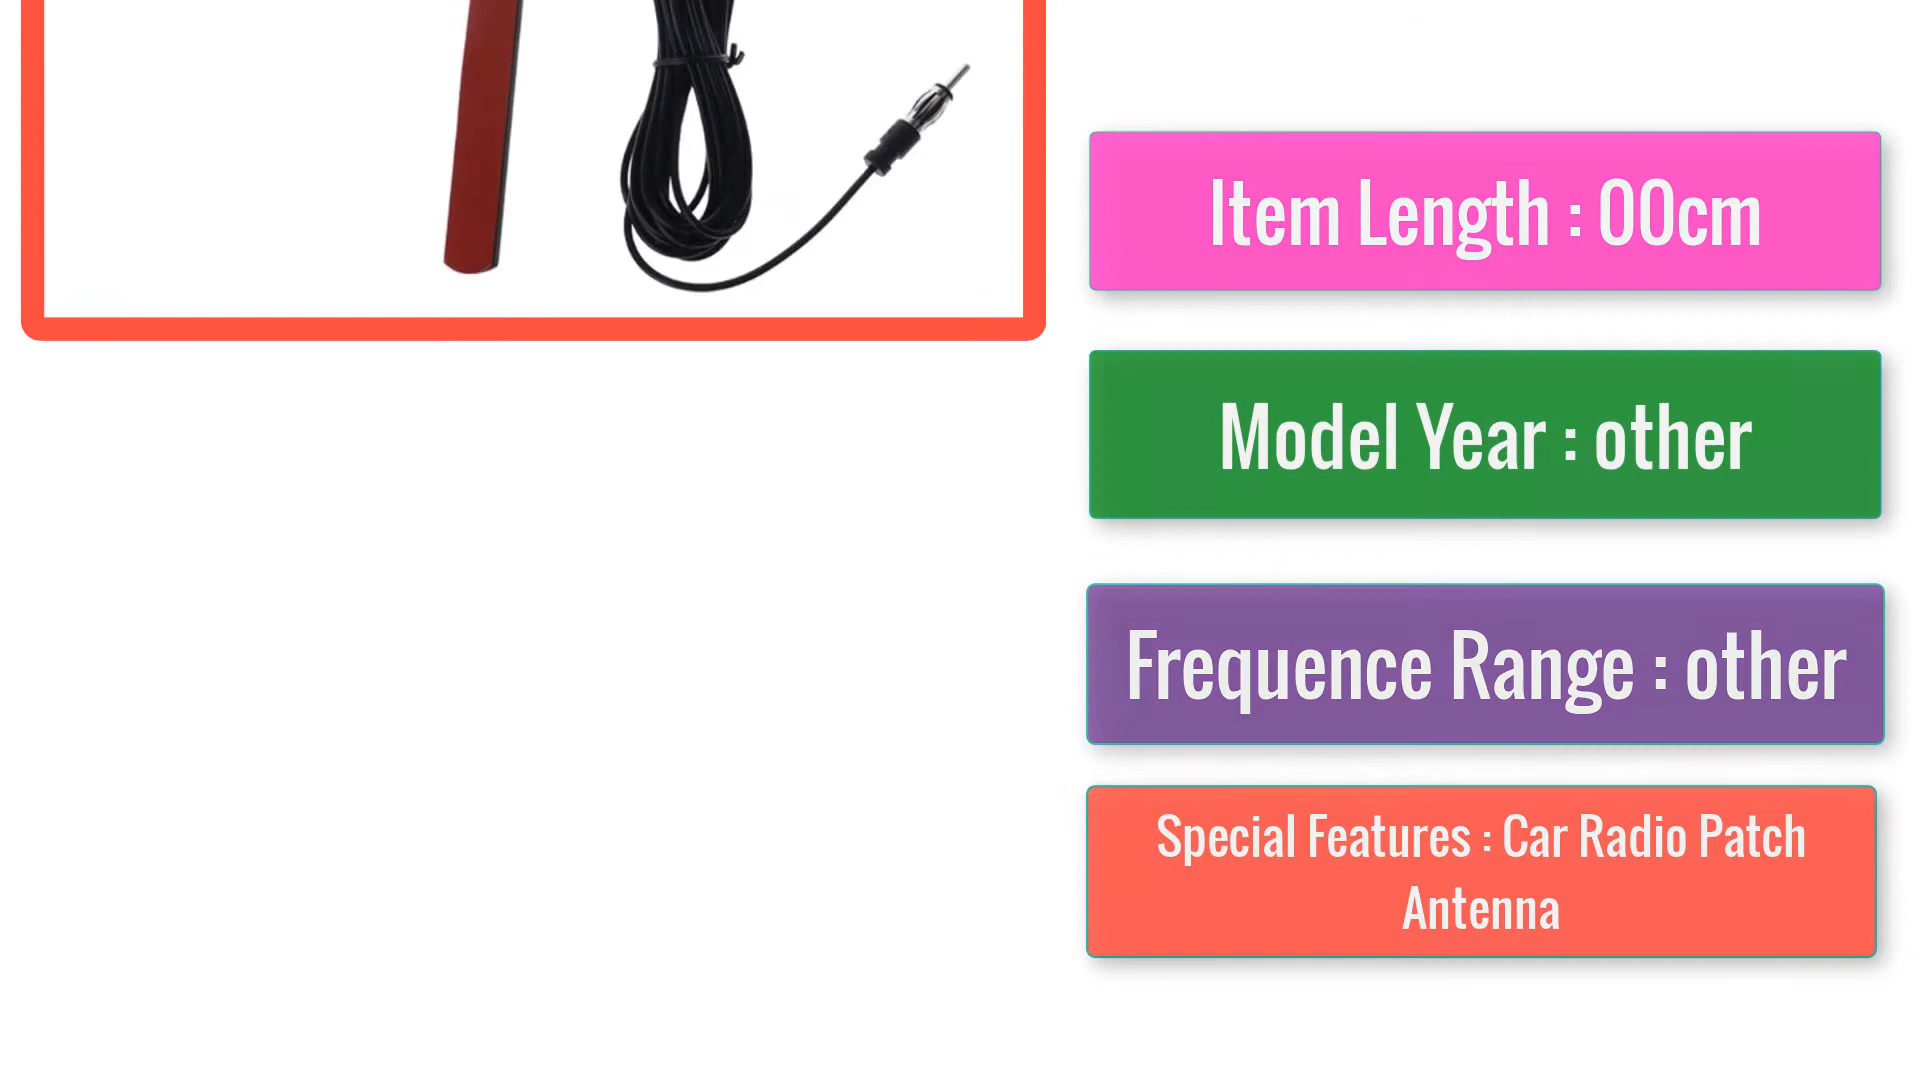 Item Length : 00cm
Model Year : other
Frequence Range : other
Special Features : Car Radio Patch
Antenna